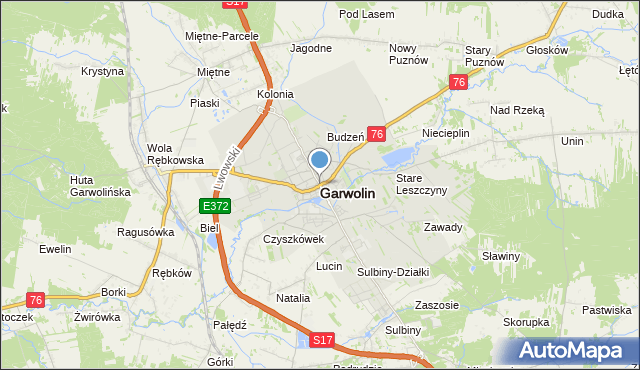 S17
Pod Lasem
Dudka
Miętne-Parcele
Jagodne
Nowy
Puznów
Stary
Puznów
Głosków
Krystyna
Miętne
76
Piaski
Kolonia
Nad Rzeką
Budzeń
76
Niecieplin
Unin
Wola
Rębkowska
Lwowski
Huta
Garwolińska
Stare
Leszczyny
Garwolin
E372
Ragusówka
Biel
Zawady
Czyszkówek
Ewelin
Sławiny
Rębków
Lucin
Sulbiny-Działki
76
Borki
Natalia
Zaszosie
Żwirówka
Pałędź
Skorupka
Pastwiska
S17
Sulbiny
Górki
AutoMapa